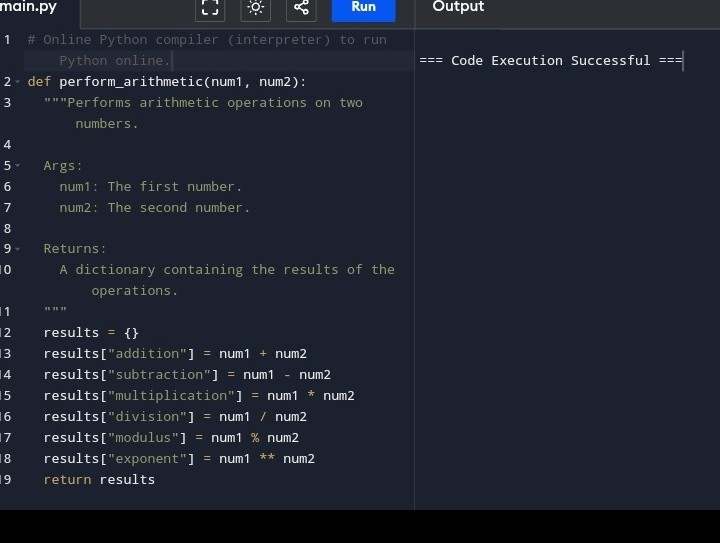 main.py
Run
Output
1 # Online Python compiler (interpreter) to run
Python online.
2 def perform_arithmetic(num1, num2):
3 """Performs arithmetic operations on two
numbers.
4
5 Args:
6 num1: The first number.
7 num2: The second number.
8
9 Returns:
10 A dictionary containing the results of the
operations.
11 """
12 results = {}
13 results["addition"] = num1 + num2
14 results["subtraction"] = num1 - num2
15 results["multiplication"] = num1 * num2
16 results["division"] = num1 / num2
17 results["modulus"] = num1 % num2
18 results["exponent"] = num1 ** num2
19 return results
=== Code Execution Successful ===